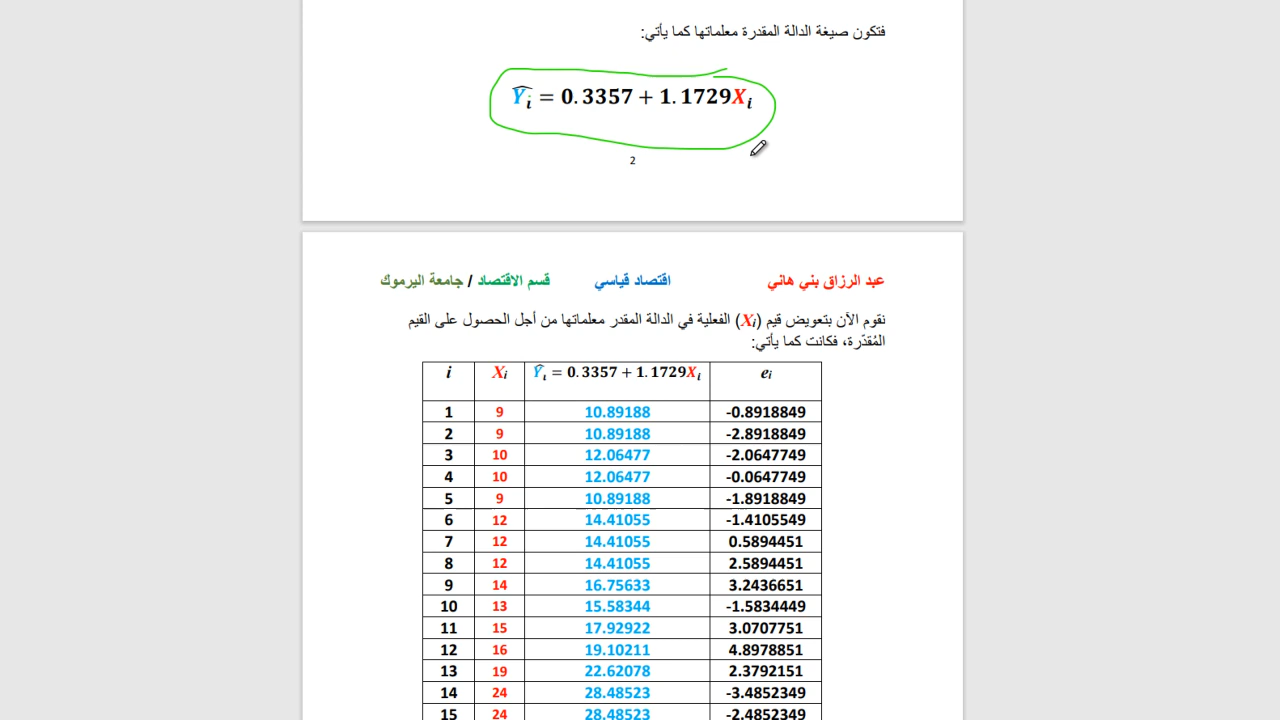 فتكون صيغة الدالة المقدرة معلماتها كما يأتي:
Ŷi = 0.3357 + 1.1729Xi
2
عبد الرزاق بني هاني اقتصاد قياسي قسم الاقتصاد / جامعة اليرموك
نقوم الآن بتعويض قيم (Xi) الفعلية في الدالة المقدر معلماتها من أجل الحصول على القيم
المُقدّرة، فكانت كما يأتي:
i Xi Ŷi = 0.3357 + 1.1729Xi ei
1 9 10.89188 -0.8918849
2 9 10.89188 -2.8918849
3 10 12.06477 -2.0647749
4 10 12.06477 -0.0647749
5 9 10.89188 -1.8918849
6 12 14.41055 -1.4105549
7 12 14.41055 0.5894451
8 12 14.41055 2.5894451
9 14 16.75633 3.2436651
10 13 15.58344 -1.5834449
11 15 17.92922 3.0707751
12 16 19.10211 4.8978851
13 19 22.62078 2.3792151
14 24 28.48523 -3.4852349
15 24 28.48523 -2.4852349